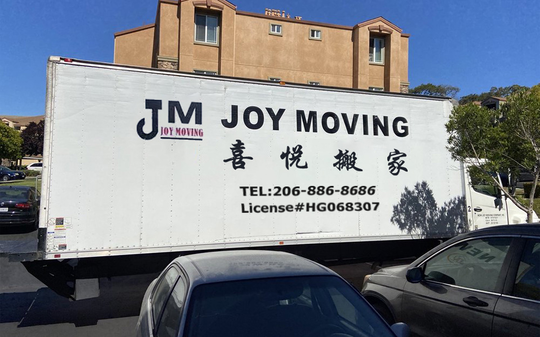 JM
JOY MOVING
JOY MOVING
喜悦搬家
TEL:206-886-8686
License#HG068307